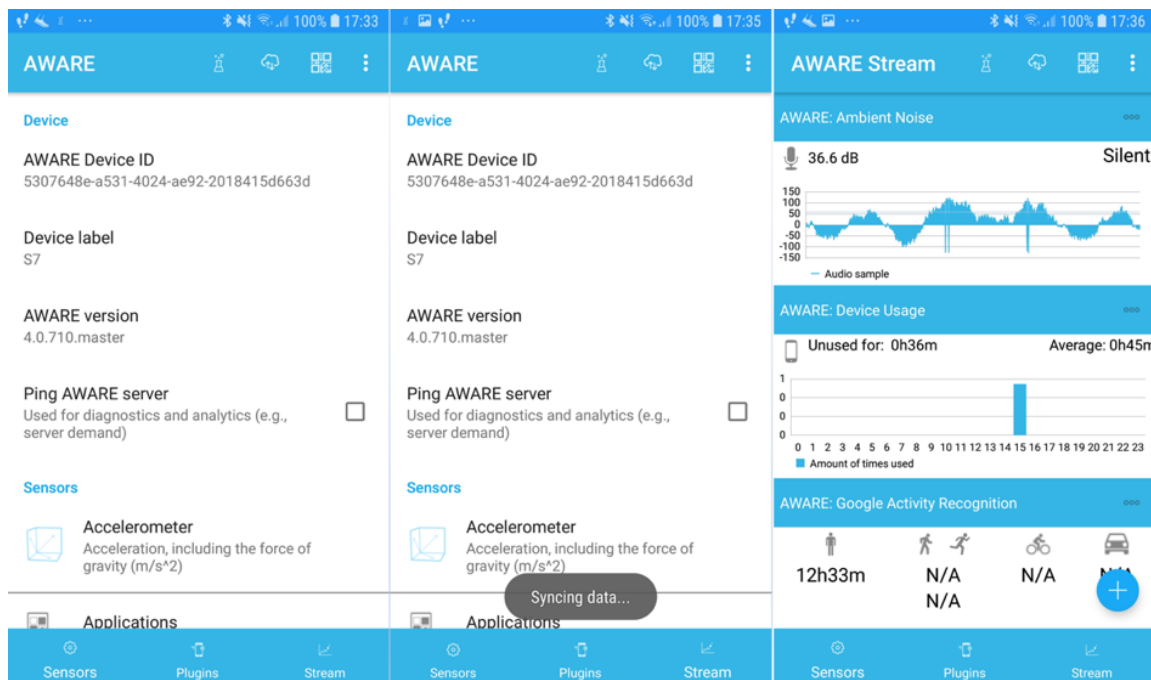 100% 17:33
AWARE
Device
AWARE Device ID
5307648e-a531-4024-ae92-2018415d663d
Device label
S7
AWARE version
4.0.710.master
Ping AWARE server
Used for diagnostics and analytics (e.g.,
server demand)
Sensors
Accelerometer
Acceleration, including the force of
gravity (m/s^2)
Applications
Sensors Plugins Stream
100% 17:35
AWARE
Device
AWARE Device ID
5307648e-a531-4024-ae92-2018415d663d
Device label
S7
AWARE version
4.0.710.master
Ping AWARE server
Used for diagnostics and analytics (e.g.,
server demand)
Sensors
Accelerometer
Acceleration, including the force of
gravity (m/s^2)
Syncing data...
Applications
Sensors Plugins Stream
100% 17:36
AWARE Stream
AWARE: Ambient Noise
36.6 dB Silent
150
100
50
0
-50
-100
-150
Audio sample
AWARE: Device Usage
Unused for: 0h36m Average: 0h45m
1
0
0
0
0 1 2 3 4 5 6 7 8 9 10 11 12 13 14 15 16 17 18 19 20 21 22 23
Amount of times used
AWARE: Google Activity Recognition
12h33m N/A N/A
N/A
+
Sensors Plugins Stream